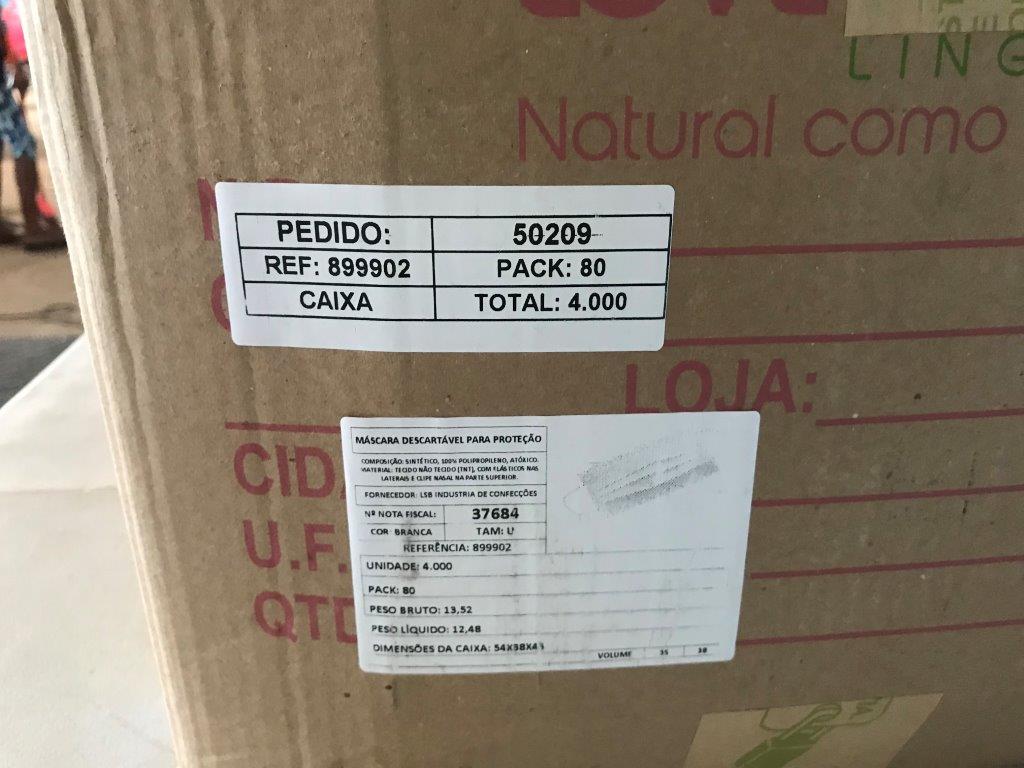 LING
Natural como
PEDIDO: 50209
REF: 899902 PACK: 80
CAIXA TOTAL: 4.000
LOJA:
MÁSCARA DESCARTÁVEL PARA PROTEÇÃO
COMPOSIÇÃO: SINTÉTICO, 100% POLIPROPILENO, ATÓXICO.
MATERIAL: TECIDO NÃO TECIDO (TNT), COM ELÁSTICOS NAS
LATERAIS E CLIPE NASAL NA PARTE SUPERIOR.
FORNECEDOR: LSB INDUSTRIA DE CONFECÇÕES
Nº NOTA FISCAL: 37684
COR BRANCA TAM: U
REFERÊNCIA: 899902
UNIDADE: 4.000
PACK: 80
PESO BRUTO: 13,52
PESO LÍQUIDO: 12,48
DIMENSÕES DA CAIXA: 54X38X43
VOLUME 35 38
CID
U.F.
QTD